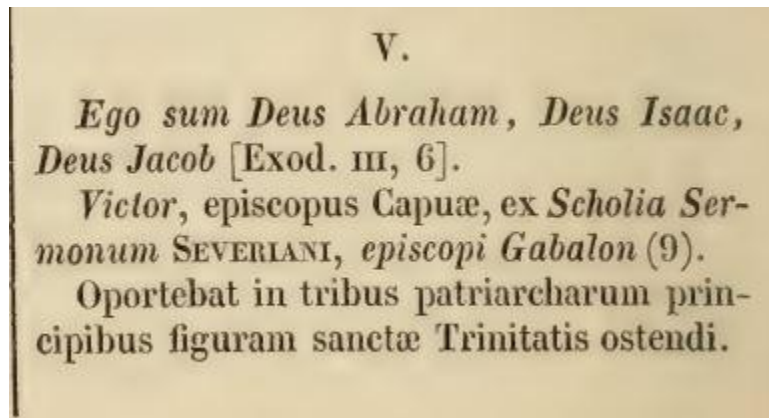 V.
Ego sum Deus Abraham, Deus Isaac,
Deus Jacob [Exod. III, 6].
Victor, episcopus Capuæ, ex Scholia Ser-
monum SEVERIANI, episcopi Gabalon (9).
Oportebat in tribus patriarcharum prin-
cipibus figuram sanctæ Trinitatis ostendi.